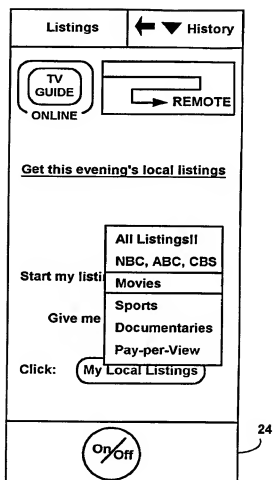 Listings
History
TV
GUIDE
ONLINE
REMOTE
Get this evening's local listings
All Listings!!
NBC, ABC, CBS
Start my listi
Movies
Sports
Give me
Documentaries
Pay-per-View
Click:
My Local Listings
On/Off
24